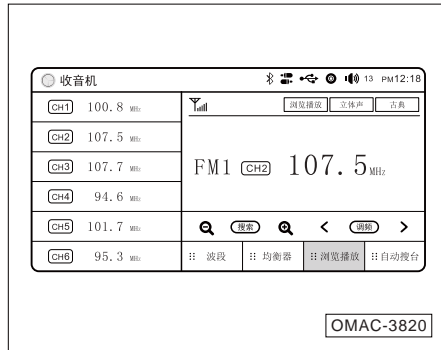 收音机 13 PM12:18
CH1 100.8 MHz
CH2 107.5 MHz
CH3 107.7 MHz
CH4 94.6 MHz
CH5 101.7 MHz
CH6 95.3 MHz
浏览播放 立体声 古典
FM1 CH2 107.5 MHz
搜索 调频
波段 均衡器 浏览播放 自动搜台
OMAC-3820